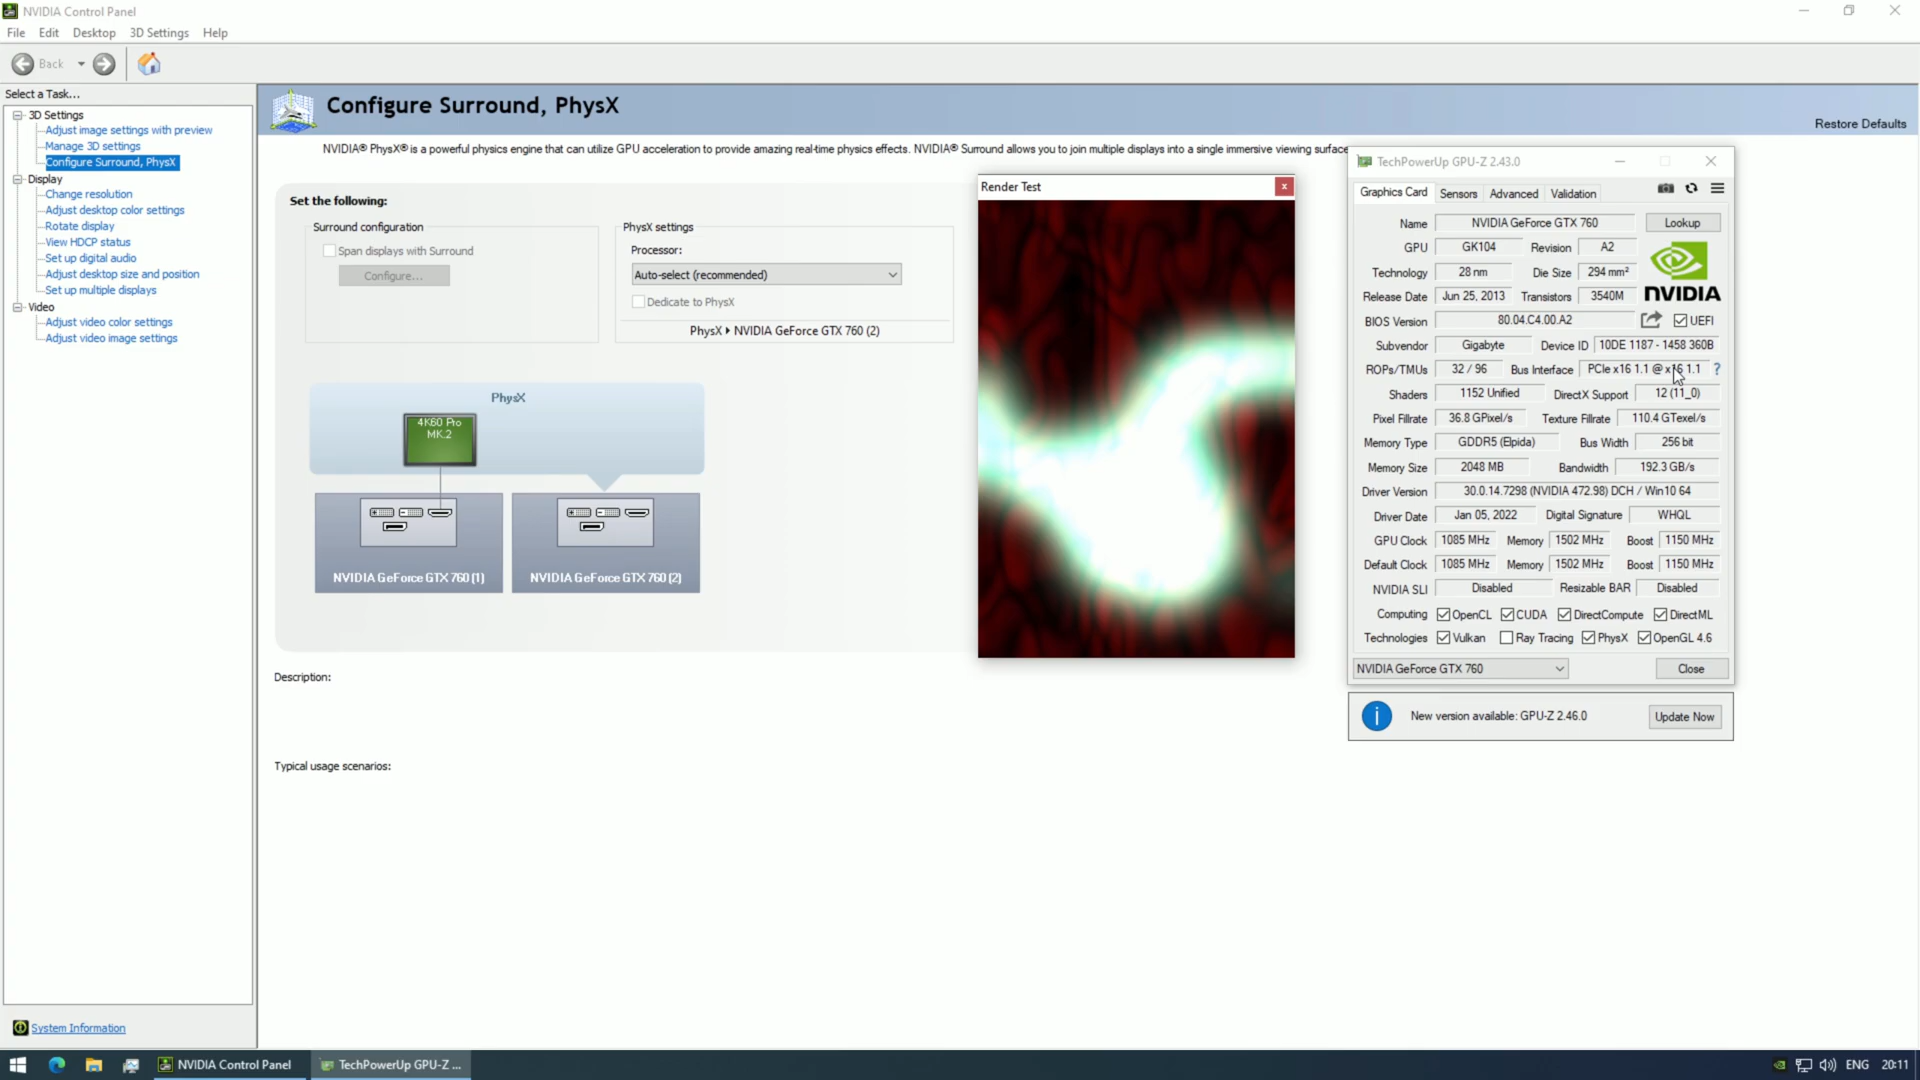 NVIDIA Control Panel
File Edit Desktop 3D Settings Help
Back
Select a Task...
3D Settings
Adjust image settings with preview
Manage 3D settings
Configure Surround, PhysX
Display
Change resolution
Adjust desktop color settings
Rotate display
View HDCP status
Set up digital audio
Adjust desktop size and position
Set up multiple displays
Video
Adjust video color settings
Adjust video image settings
System Information
Configure Surround, PhysX
Restore Defaults
NVIDIA® PhysX® is a powerful physics engine that can utilize GPU acceleration to provide amazing real-time physics effects. NVIDIA® Surround allows you to join multiple displays into a single immersive viewing surface
Set the following:
Surround configuration
Span displays with Surround
Configure...
PhysX settings
Processor:
Auto-select (recommended)
Dedicate to PhysX
PhysX NVIDIA GeForce GTX 760 (2)
PhysX
4K60 Pro
MK.2
NVIDIA GeForce GTX 760 (1)
NVIDIA GeForce GTX 760 (2)
Description:
Typical usage scenarios:
Render Test
TechPowerUp GPU-Z 2.43.0
Graphics Card Sensors Advanced Validation
Name NVIDIA GeForce GTX 760 Lookup
GPU GK104 Revision A2
Technology 28 nm Die Size 294 mm²
Release Date Jun 25, 2013 Transistors 3540M
NVIDIA
BIOS Version 80.04.C4.00.A2 UEFI
Subvendor Gigabyte Device ID 10DE 1187 - 1458 360B
ROPs/TMUs 32 / 96 Bus Interface PCIe x16 1.1 @ x16 1.1 ?
Shaders 1152 Unified DirectX Support 12 (11_0)
Pixel Fillrate 36.8 GPixel/s Texture Fillrate 110.4 GTexel/s
Memory Type GDDR5 (Elpida) Bus Width 256 bit
Memory Size 2048 MB Bandwidth 192.3 GB/s
Driver Version 30.0.14.7298 (NVIDIA 472.98) DCH / Win10 64
Driver Date Jan 05, 2022 Digital Signature WHQL
GPU Clock 1085 MHz Memory 1502 MHz Boost 1150 MHz
Default Clock 1085 MHz Memory 1502 MHz Boost 1150 MHz
NVIDIA SLI Disabled Resizable BAR Disabled
Computing OpenCL CUDA DirectCompute DirectML
Technologies Vulkan Ray Tracing PhysX OpenGL 4.6
NVIDIA GeForce GTX 760 Close
New version available: GPU-Z 2.46.0 Update Now
NVIDIA Control Panel TechPowerUp GPU-Z ... ENG 20:11